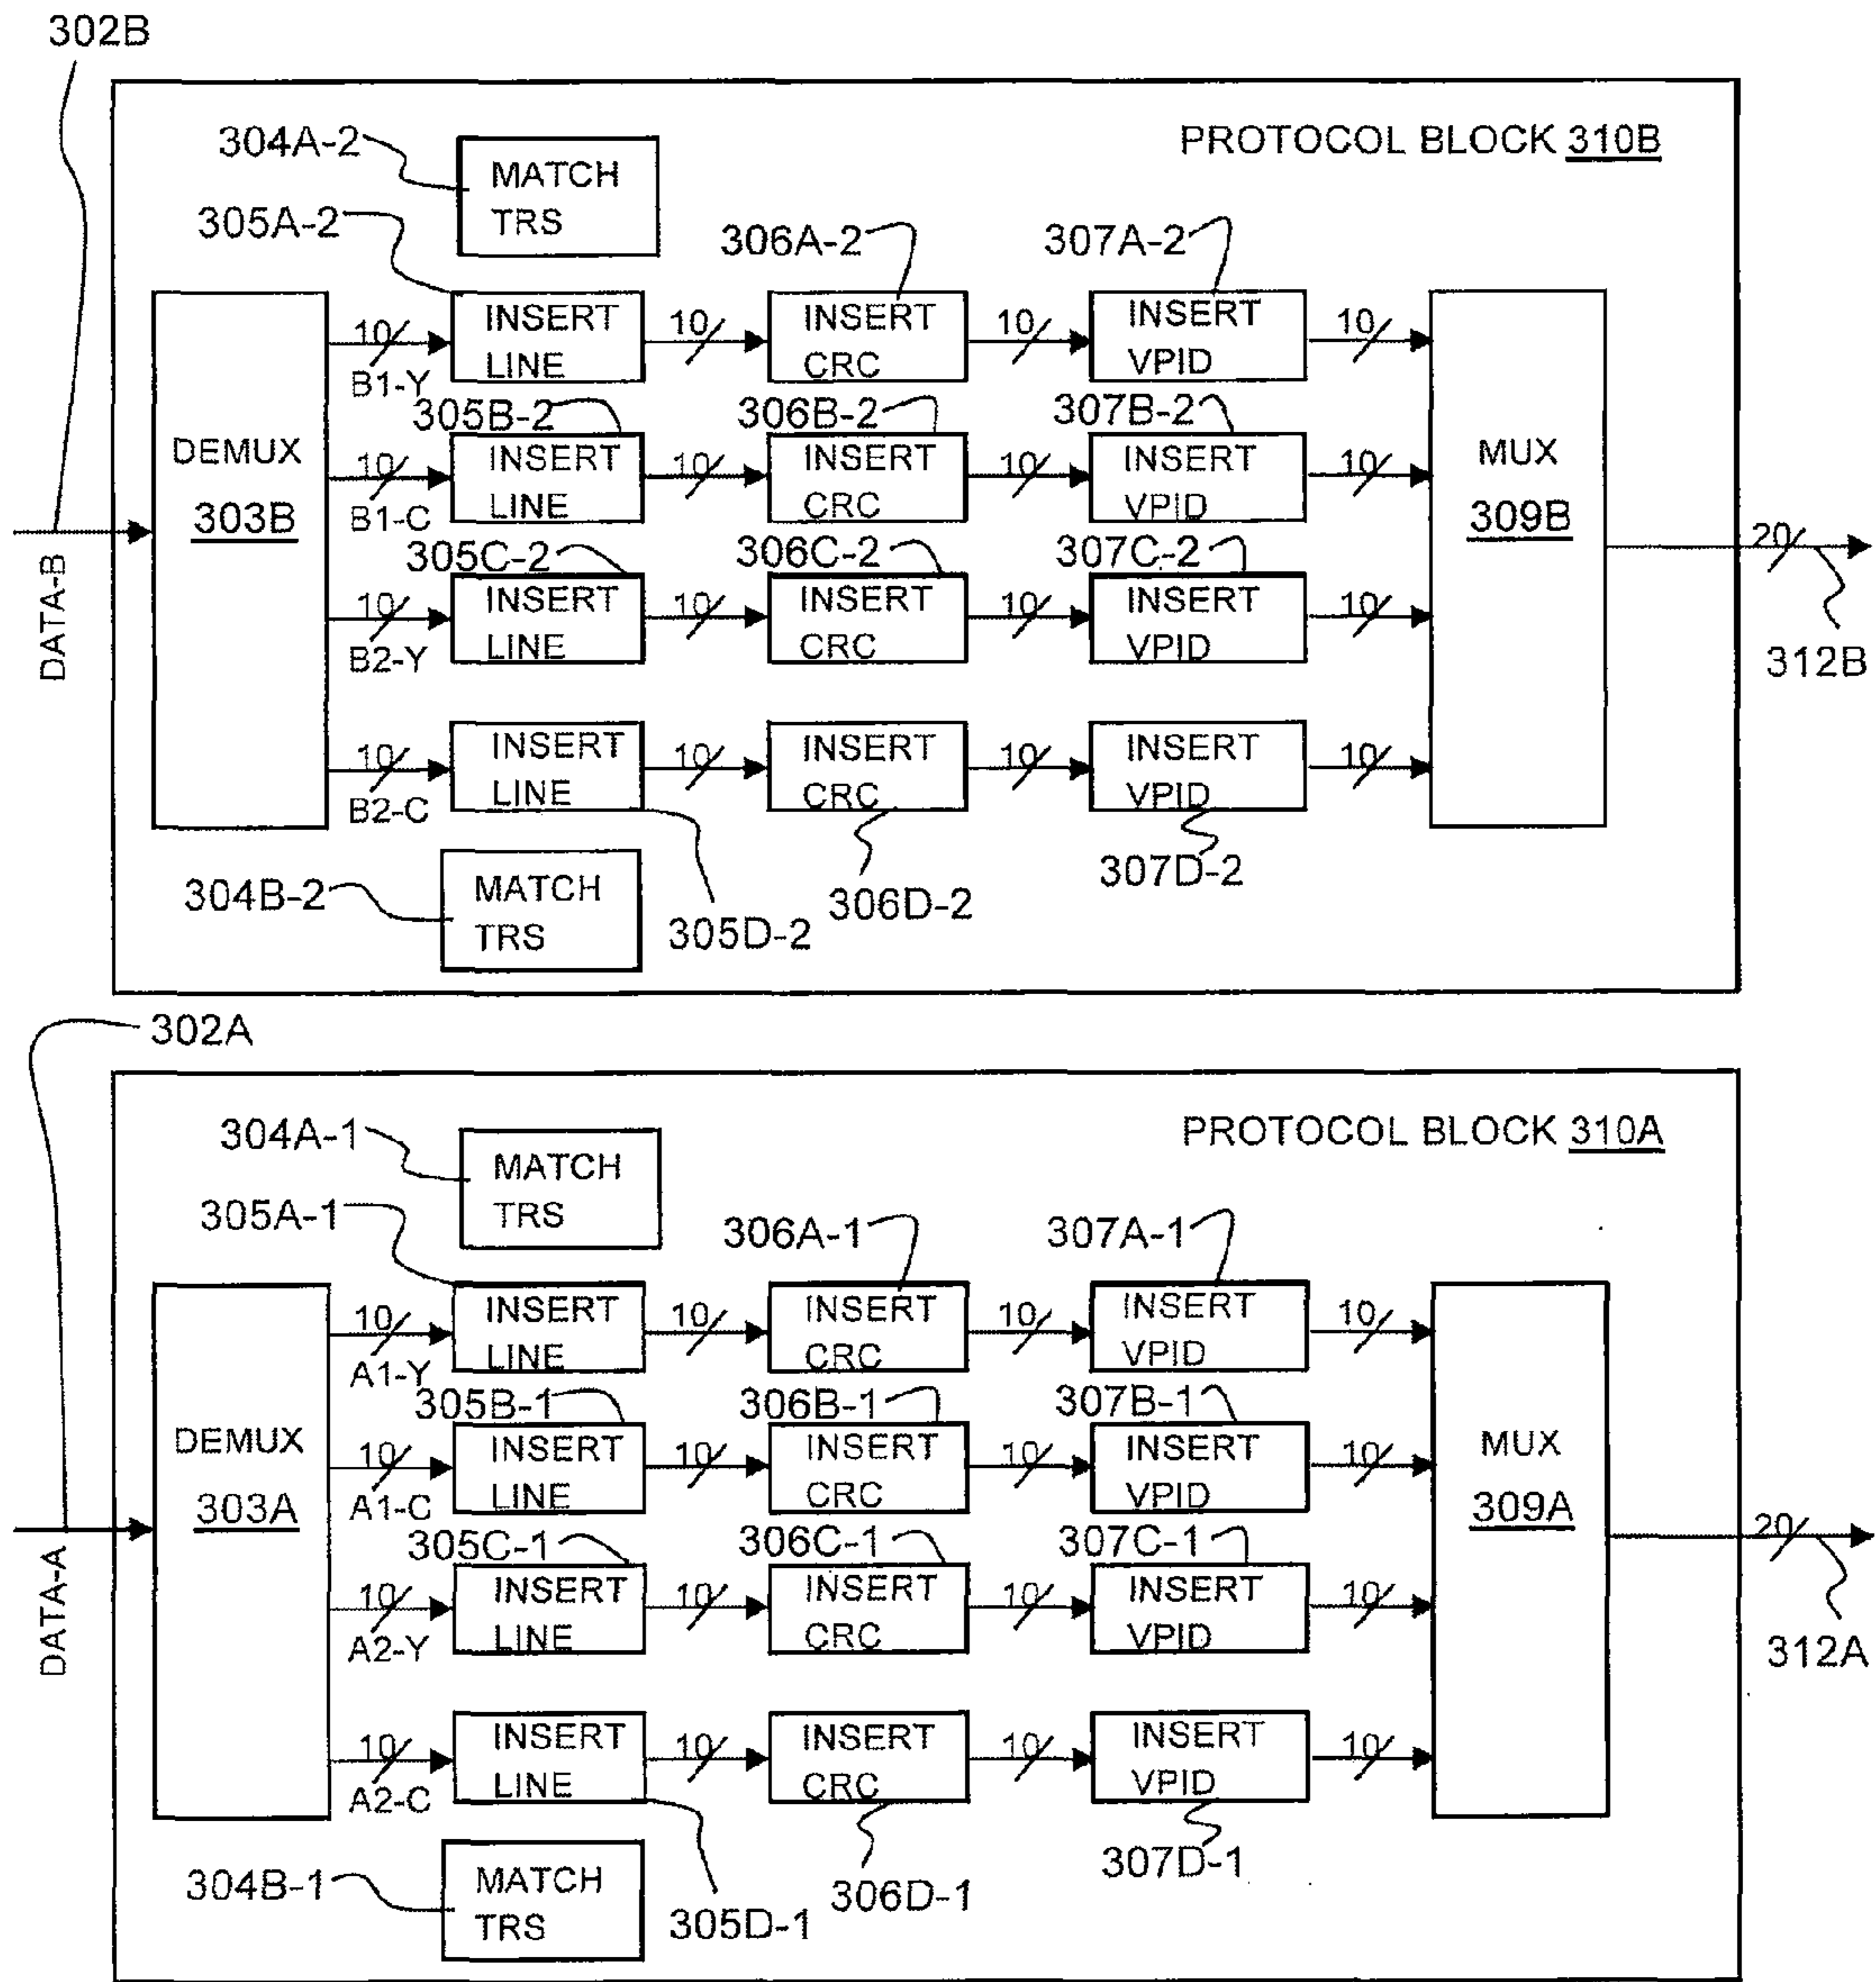 302B
304A-2
MATCH
TRS
PROTOCOL BLOCK 310B
305A-2
306A-2
307A-2
10
INSERT
LINE
10
INSERT
CRC
10
INSERT
VPID
10
B1-Y
305B-2
306B-2
307B-2
DEMUX
303B
10
INSERT
LINE
10
INSERT
CRC
10
INSERT
VPID
10
MUX
309B
B1-C
305C-2
306C-2
307C-2
20
DATA-B
10
INSERT
LINE
10
INSERT
CRC
10
INSERT
VPID
10
B2-Y
312B
10
INSERT
LINE
10
INSERT
CRC
10
INSERT
VPID
10
B2-C
304B-2
MATCH
TRS
305D-2
306D-2
307D-2
302A
304A-1
MATCH
TRS
PROTOCOL BLOCK 310A
305A-1
306A-1
307A-1
10
INSERT
LINE
10
INSERT
CRC
10
INSERT
VPID
10
A1-Y
305B-1
306B-1
307B-1
DEMUX
303A
10
INSERT
LINE
10
INSERT
CRC
10
INSERT
VPID
10
MUX
309A
A1-C
305C-1
306C-1
307C-1
20
DATA-A
10
INSERT
LINE
10
INSERT
CRC
10
INSERT
VPID
10
A2-Y
312A
10
INSERT
LINE
10
INSERT
CRC
10
INSERT
VPID
10
A2-C
304B-1
MATCH
TRS
305D-1
306D-1
307D-1